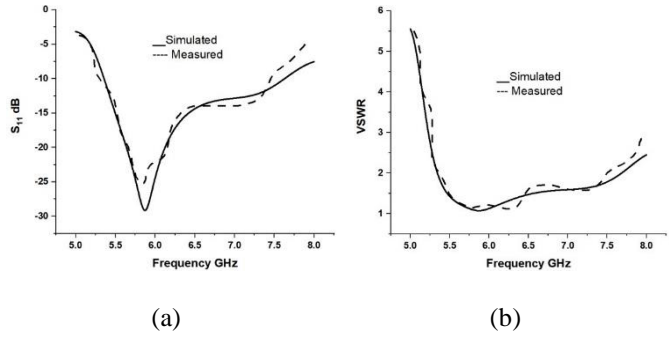 0
-5
-10
-15
-20
-25
-30
S11 dB
Simulated
Measured
5.0 5.5 6.0 6.5 7.0 7.5 8.0
Frequency GHz
(a)
6
5
4
3
2
1
VSWR
Simulated
Measured
5.0 5.5 6.0 6.5 7.0 7.5 8.0
Frequency GHz
(b)